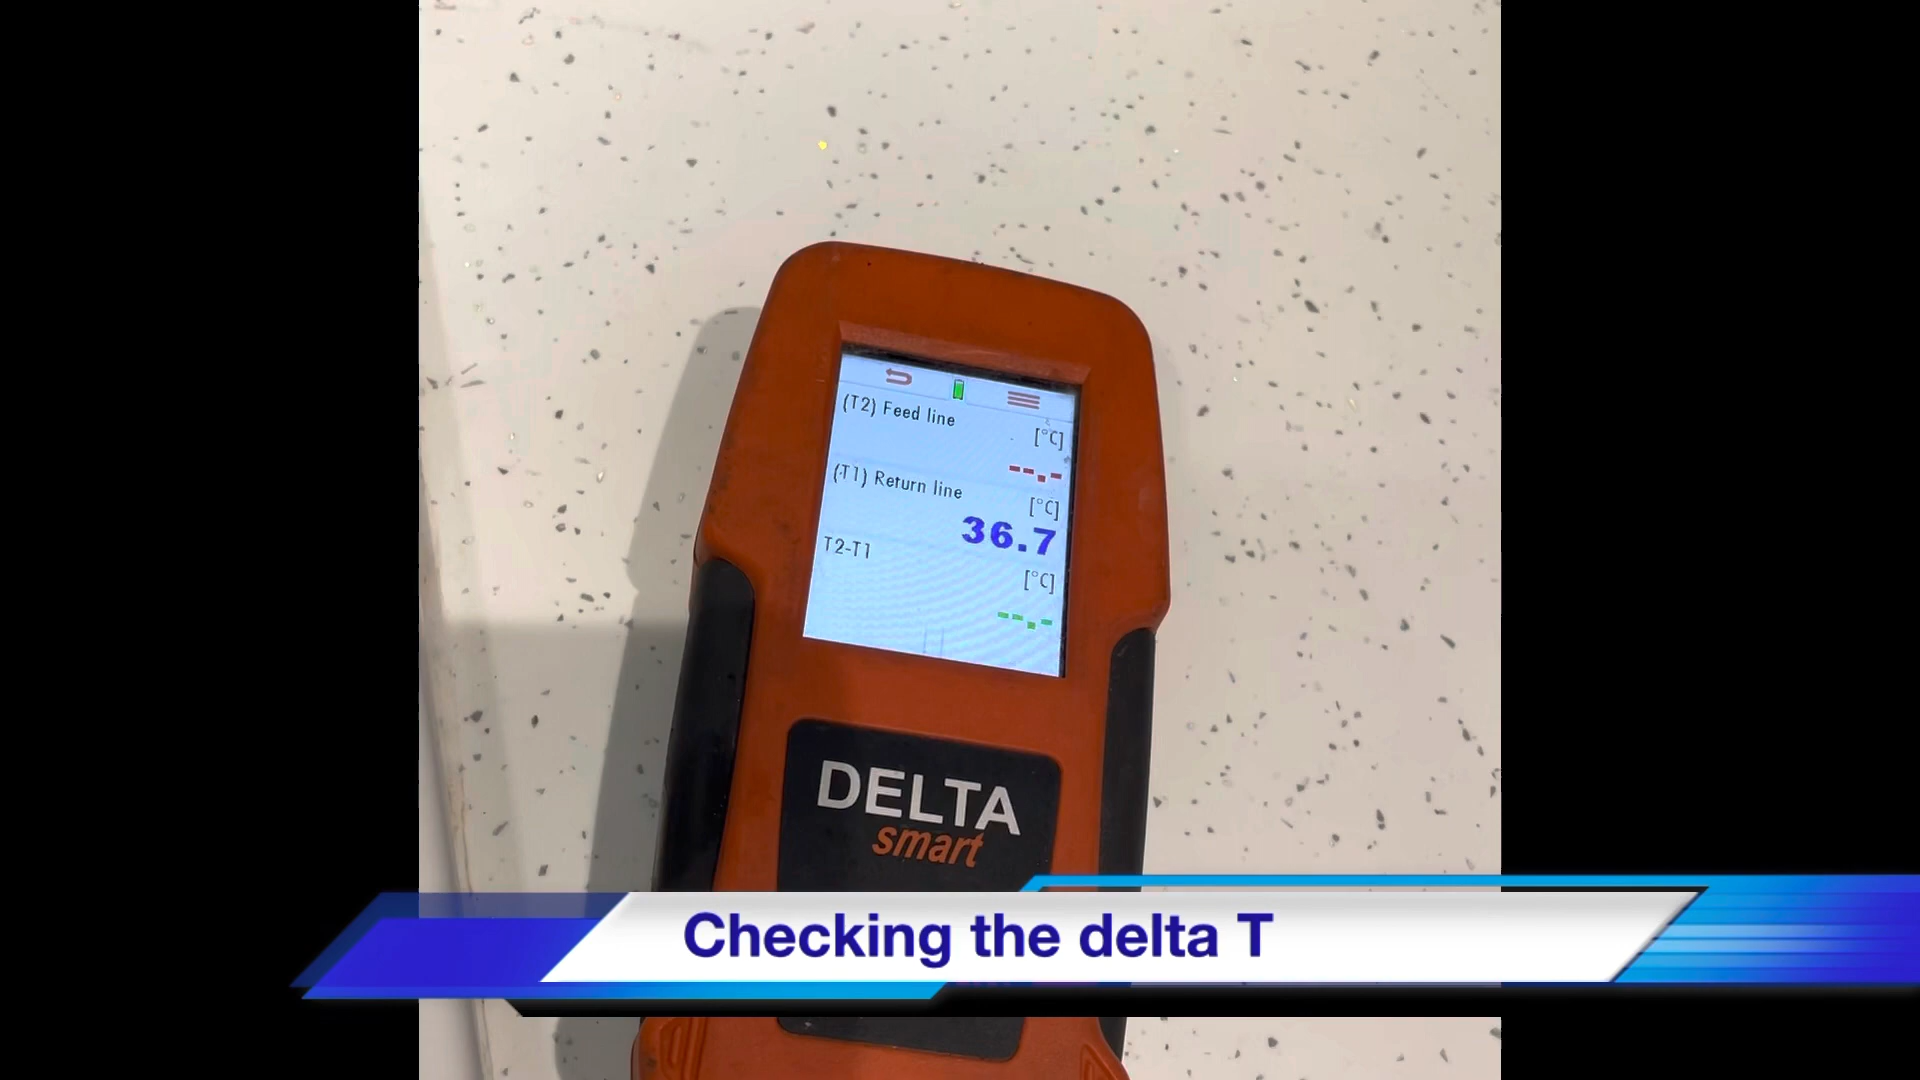 (T2) Feed line
[°C]
--.-
(T1) Return line
[°C]
36.7
T2-T1
[°C]
--.-
DELTA
smart
Checking the delta T